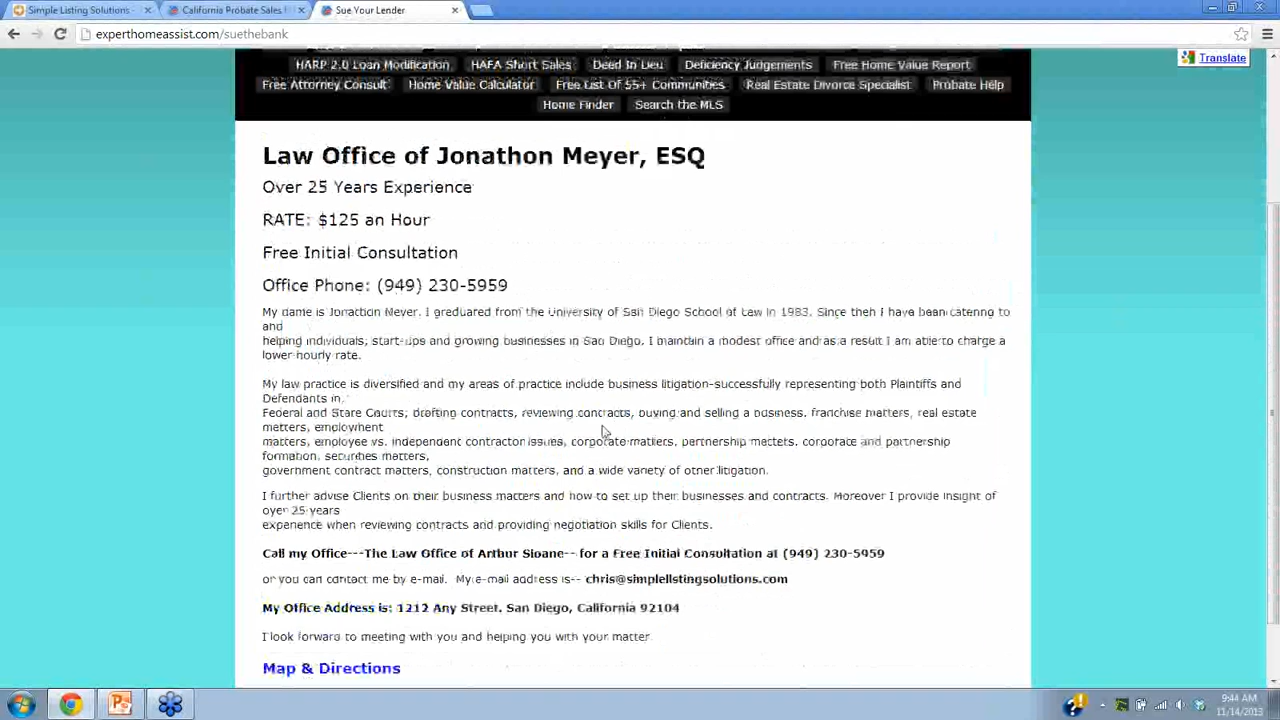 Simple Listing Solutions -
California Probate Sales
Sue Your Lender
experthomeassist.com/suethebank
Translate
HARP 2.0 Loan Modification HAFA Short Sales Deed In Lieu Deficiency Judgements Free Home Value Report
Free Attorney Consult Home Value Calculator Free List Of 55+ Communities Real Estate Divorce Specialist Probate Help
Home Finder Search the MLS
Law Office of Jonathon Meyer, ESQ
Over 25 Years Experience
RATE: $125 an Hour
Free Initial Consultation
Office Phone: (949) 230-5959
My name is Jonathon Meyer. I graduated from the University of San Diego School of Law in 1983. Since then I have been catering to
and
helping individuals, start-ups and growing businesses in San Diego. I maintain a modest office and as a result I am able to charge a
lower hourly rate.
My law practice is diversified and my areas of practice include business litigation-successfully representing both Plaintiffs and
Defendants in,
Federal and State Courts, drafting contracts, reviewing contracts, buying and selling a business, franchise matters, real estate
matters, employment
matters, employee vs. independent contractor issues, corporate matters, partnership matters, corporate and partnership
formation, securities matters,
government contract matters, construction matters, and a wide variety of other litigation.
I further advise Clients on their business matters and how to set up their businesses and contracts. Moreover I provide insight of
over 25 years
experience when reviewing contracts and providing negotiation skills for Clients.
Call my Office---The Law Office of Arthur Sloane-- for a Free Initial Consultation at (949) 230-5959
or you can contact me by e-mail. My e-mail address is-- chris@simplelistingsolutions.com
My Office Address is: 1212 Any Street. San Diego, California 92104
I look forward to meeting with you and helping you with your matter
Map & Directions
9:44 AM
11/14/2013